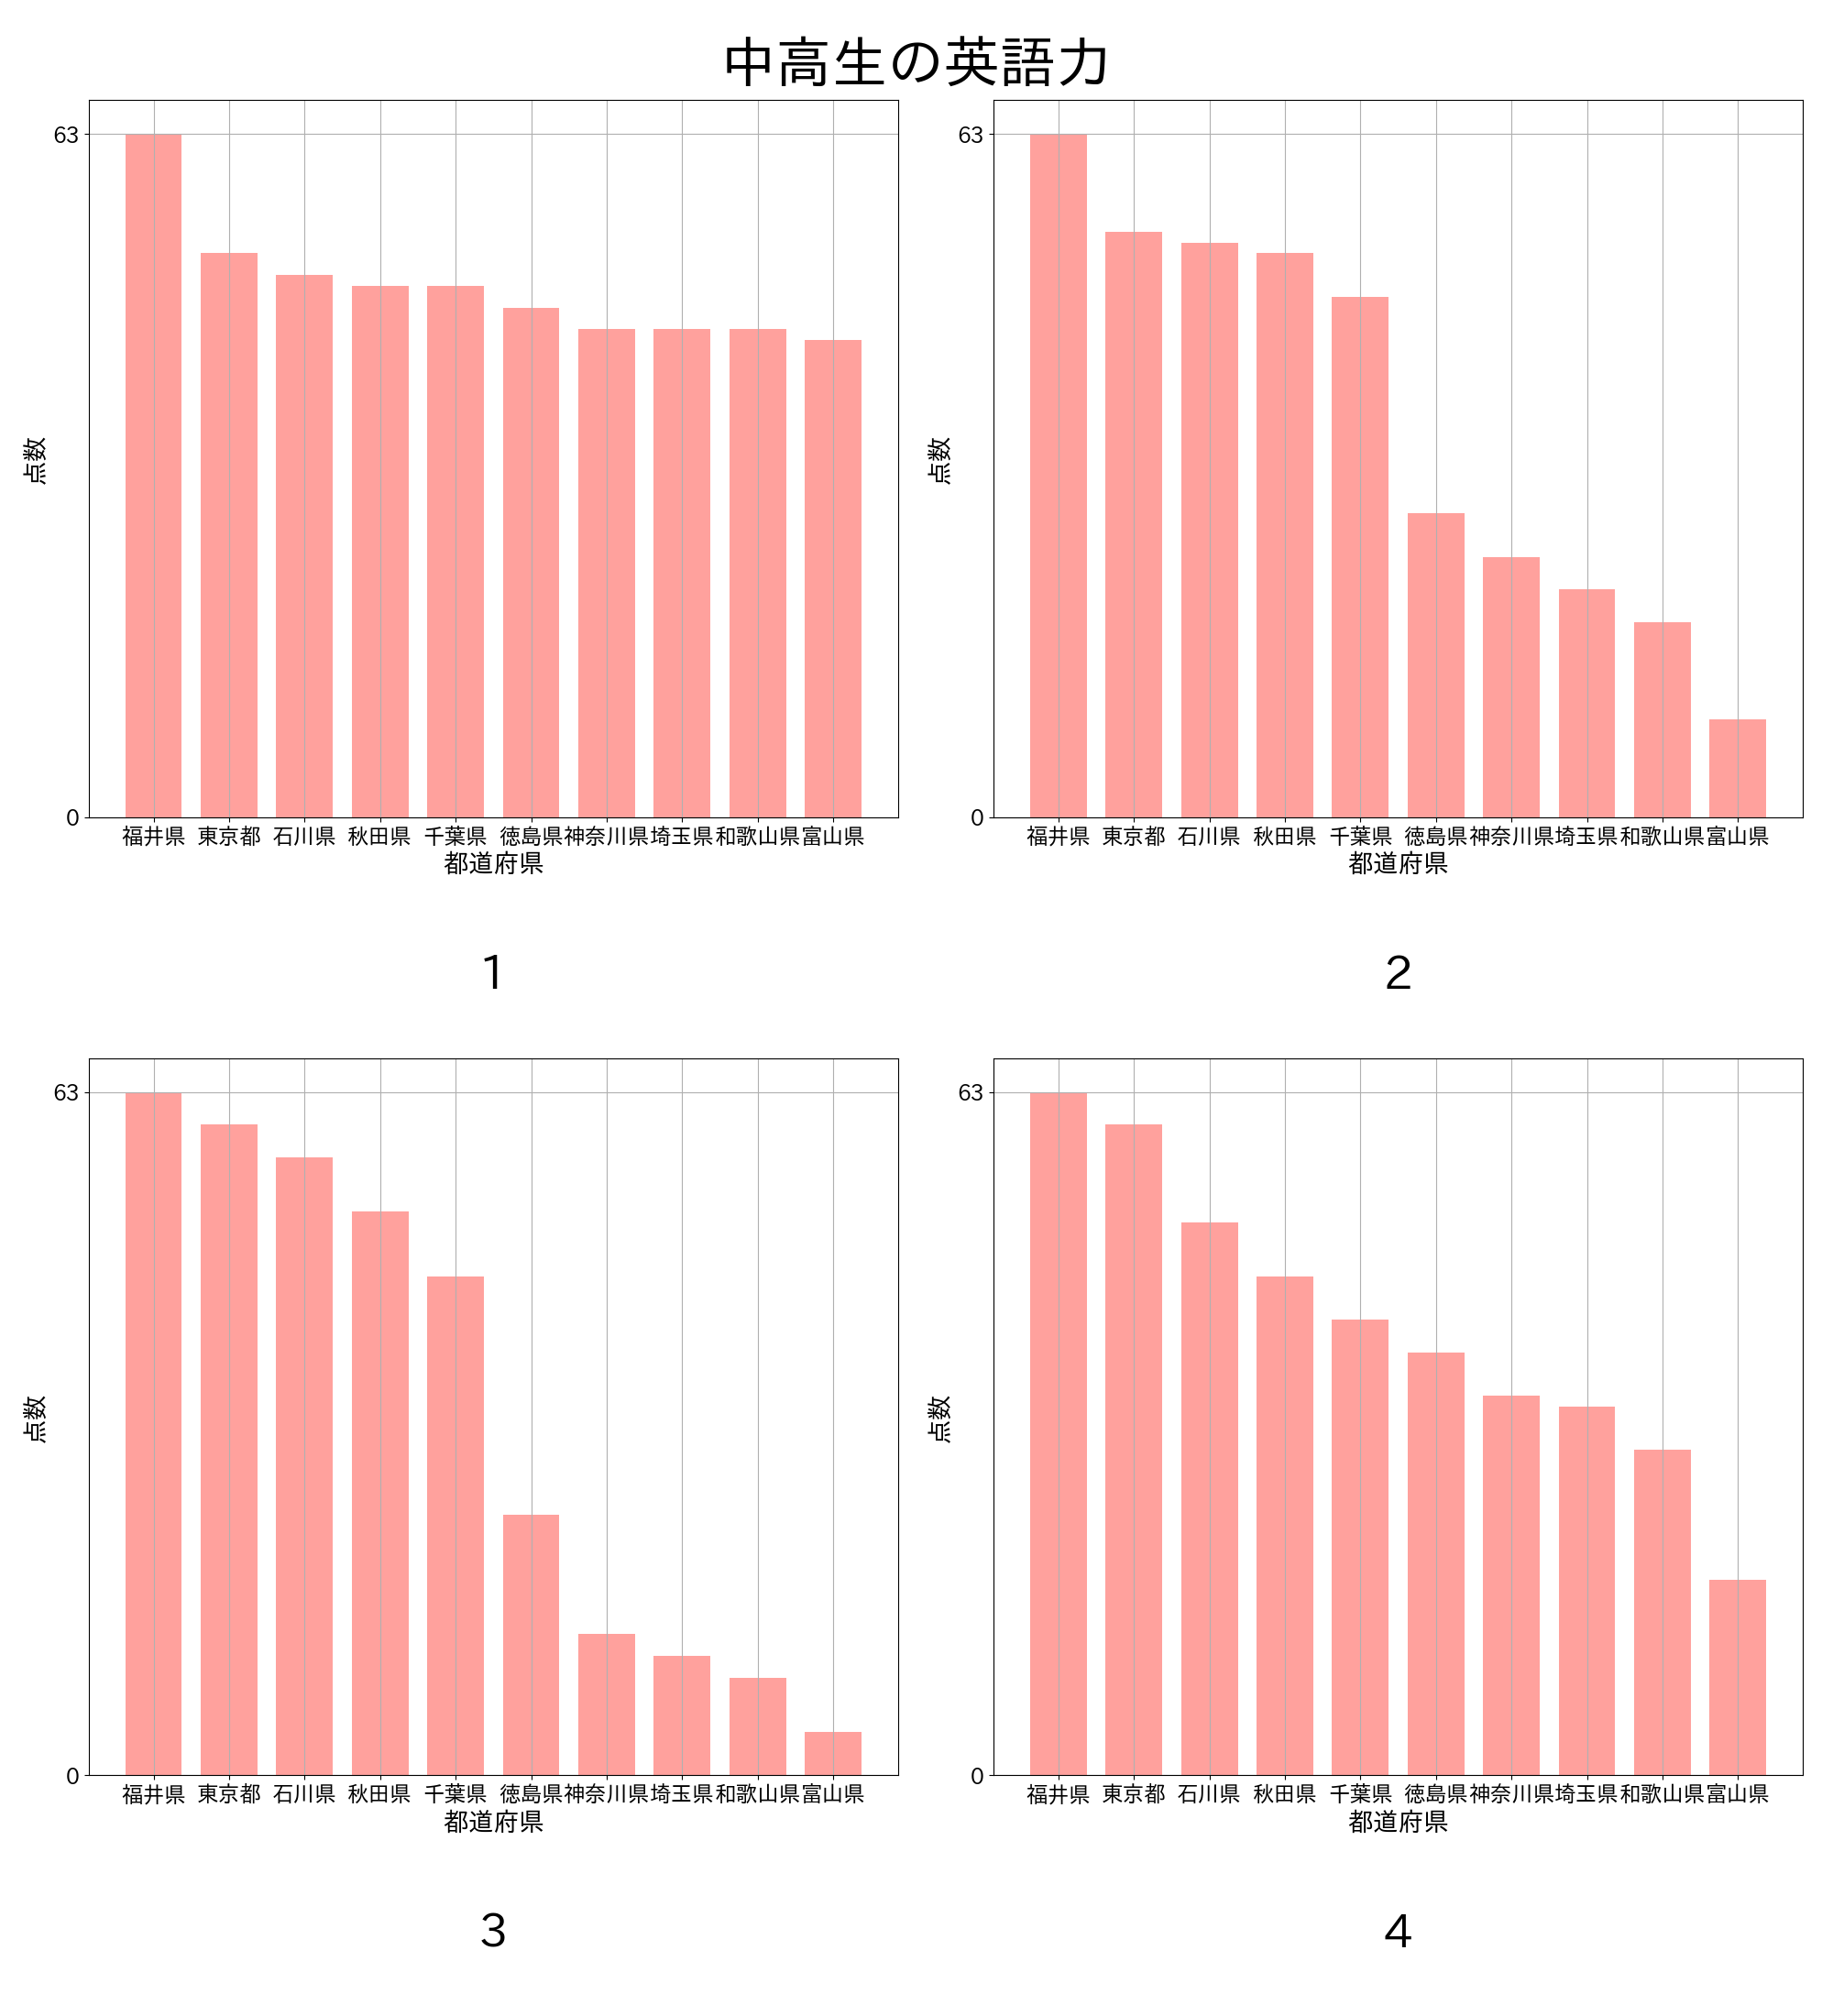 中高生の英語力
63
0
点数
福井県 東京都 石川県 秋田県 千葉県 徳島県 神奈川県 埼玉県 和歌山県 富山県
都道府県
1
63
0
点数
福井県 東京都 石川県 秋田県 千葉県 徳島県 神奈川県 埼玉県 和歌山県 富山県
都道府県
2
63
0
点数
福井県 東京都 石川県 秋田県 千葉県 徳島県 神奈川県 埼玉県 和歌山県 富山県
都道府県
3
63
0
点数
福井県 東京都 石川県 秋田県 千葉県 徳島県 神奈川県 埼玉県 和歌山県 富山県
都道府県
4